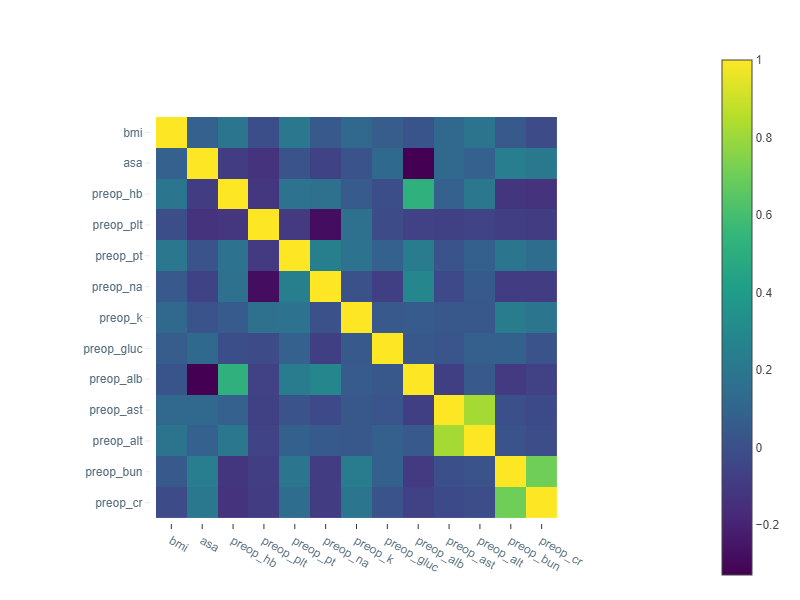 bmi
asa
preop_hb
preop_plt
preop_pt
preop_na
preop_k
preop_gluc
preop_alb
preop_ast
preop_alt
preop_bun
preop_cr
bmi
asa
preop_hb
preop_plt
preop_pt
preop_na
preop_k
preop_gluc
preop_alb
preop_ast
preop_alt
preop_bun
preop_cr
1
0.8
0.6
0.4
0.2
0
−0.2